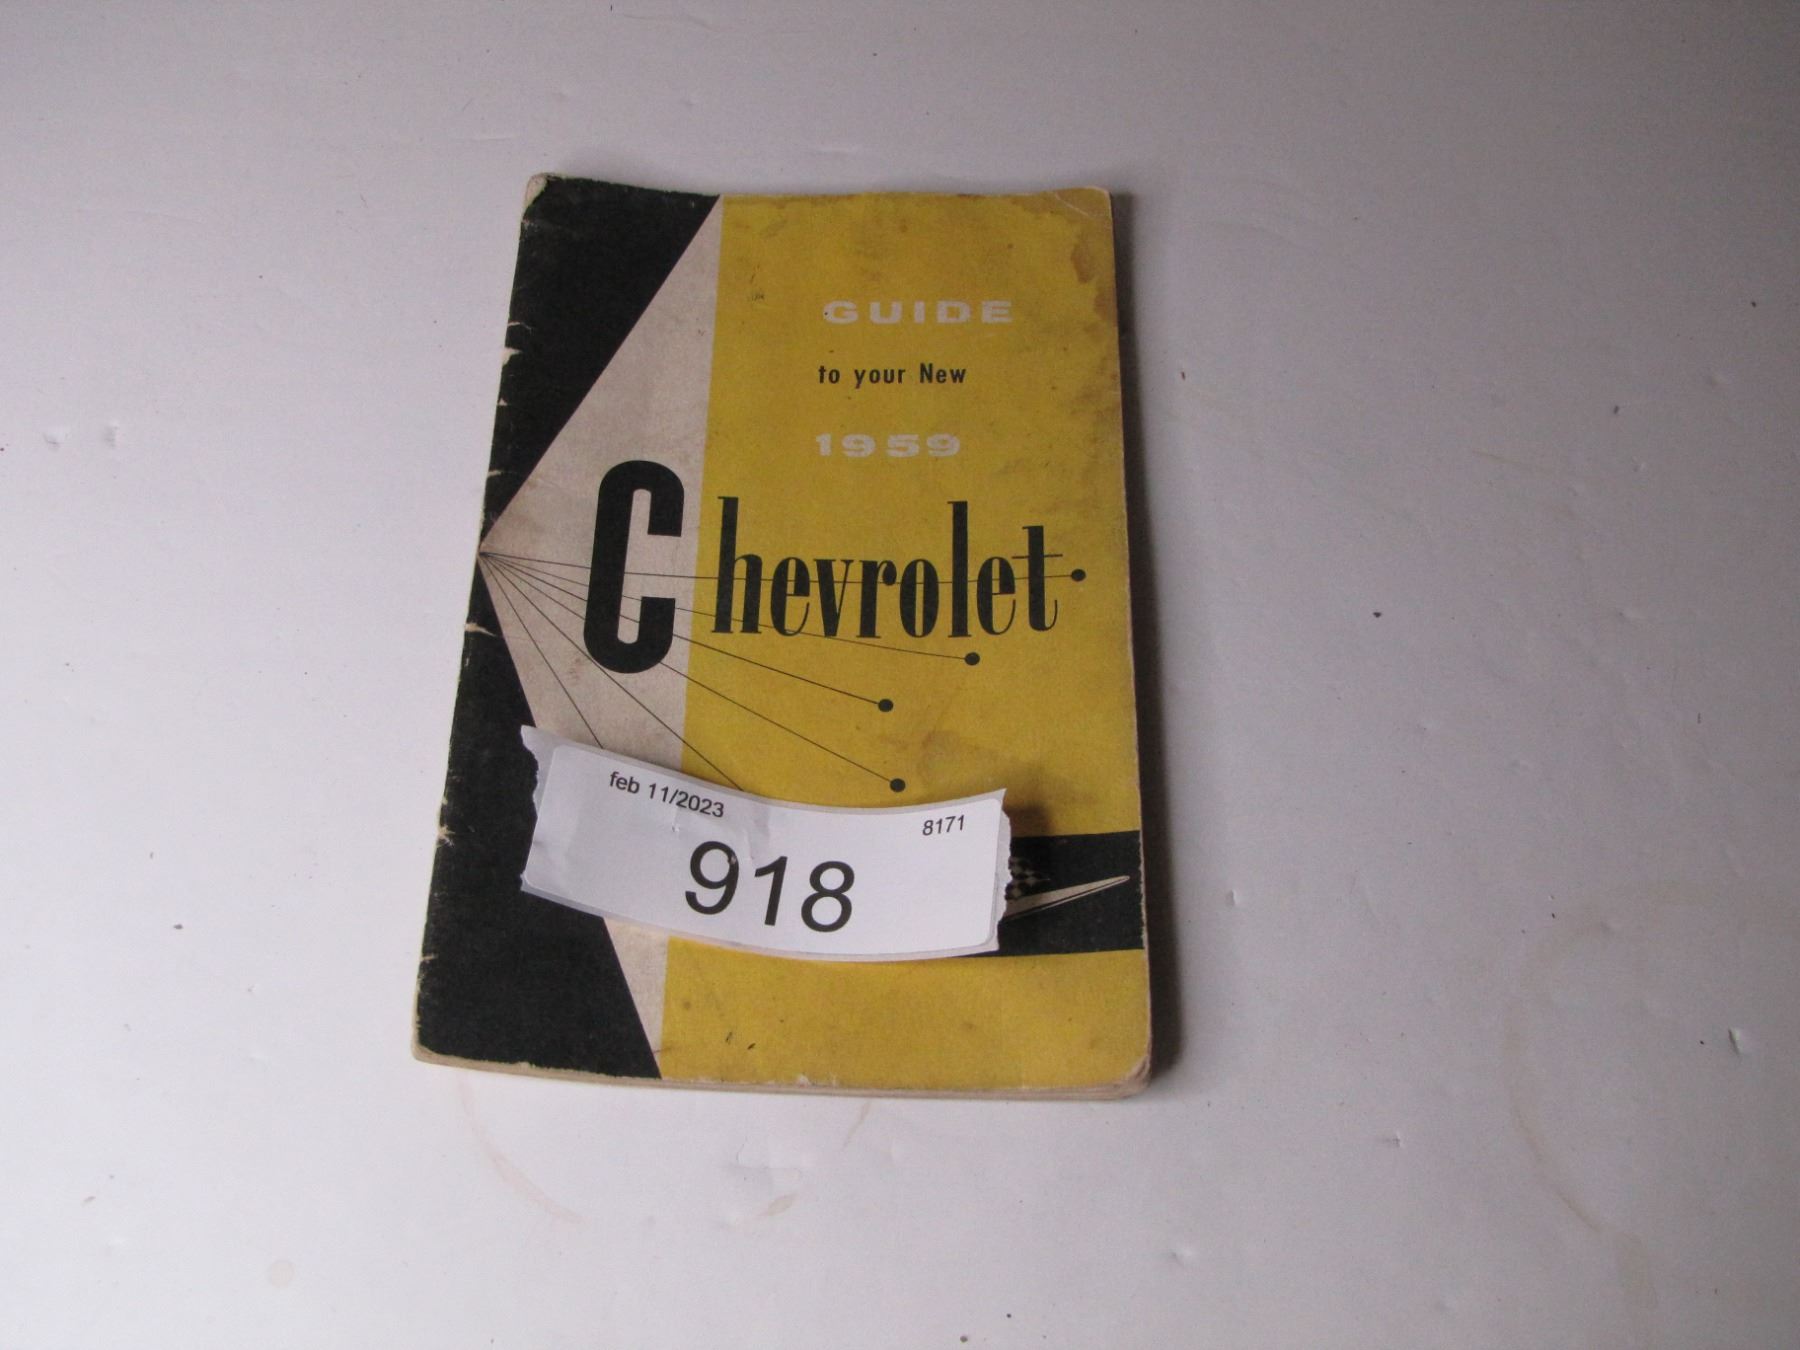 GUIDE
to your New
1959
Chevrolet
feb 11/2023
8171
918